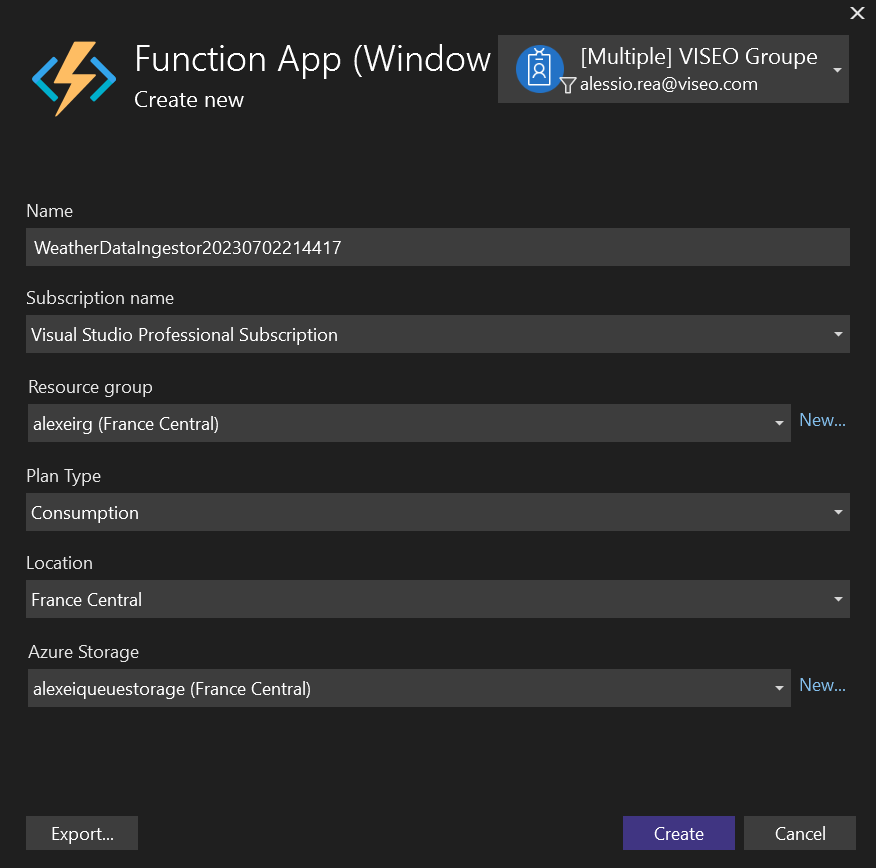 Function App (Window
Create new
[Multiple] VISEO Groupe
alessio.rea@viseo.com
Name
WeatherDataIngestor20230702214417
Subscription name
Visual Studio Professional Subscription
Resource group
alexeirg (France Central)
New...
Plan Type
Consumption
Location
France Central
Azure Storage
alexeiqueuestorage (France Central)
New...
Export...
Create
Cancel